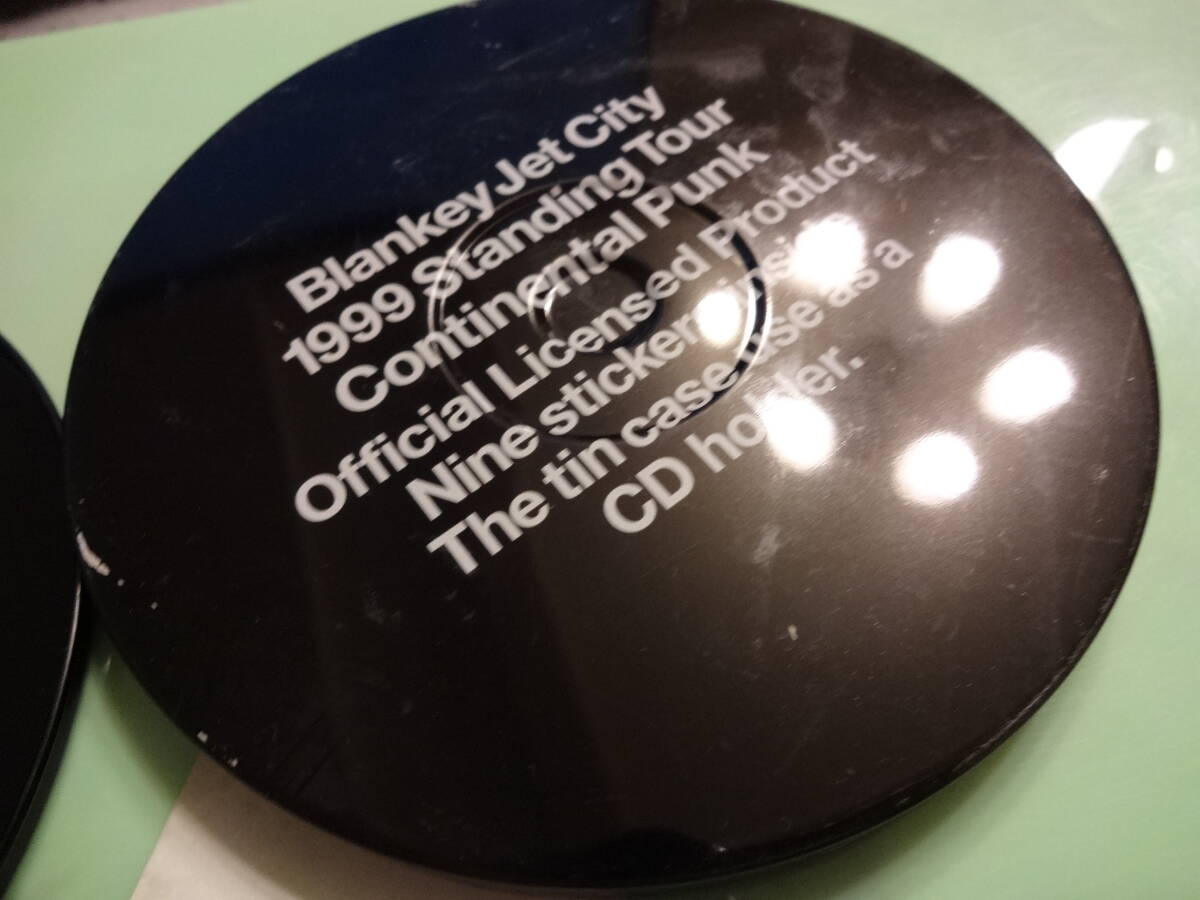 Blankey Jet City
1999 Standing Tour
Continental Punk
Official Licensed Product
Nine stickers inside
The tin case use as a
CD holder.